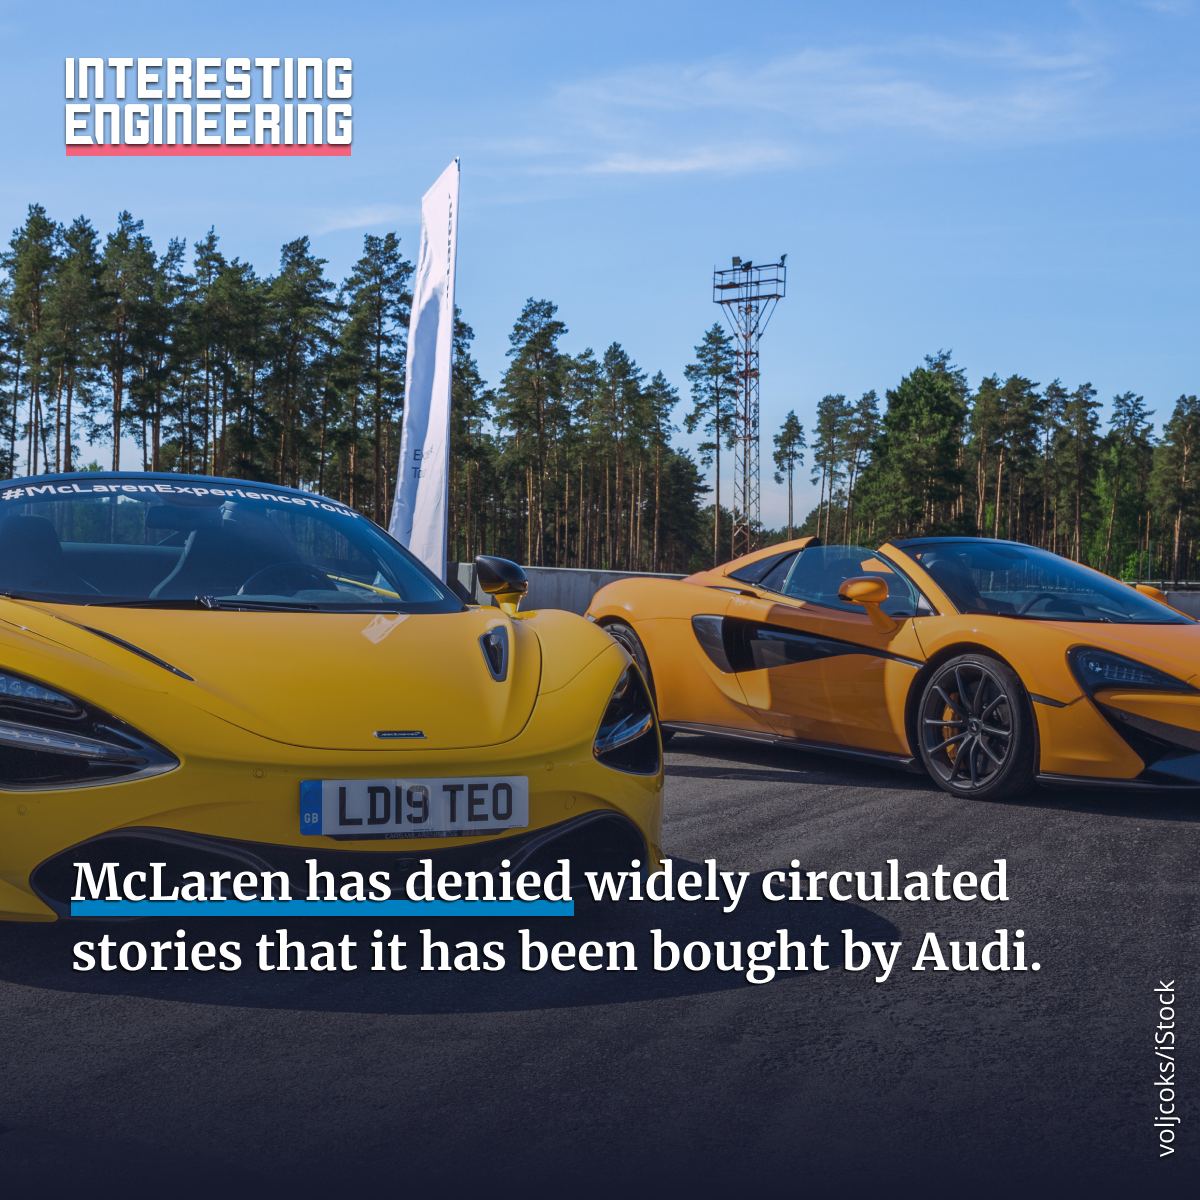 INTERESTING
ENGINEERING
#McLarenExperienceTour
GB LD19 TEO
McLaren has denied widely circulated
stories that it has been bought by Audi.
voljcoks/iStock